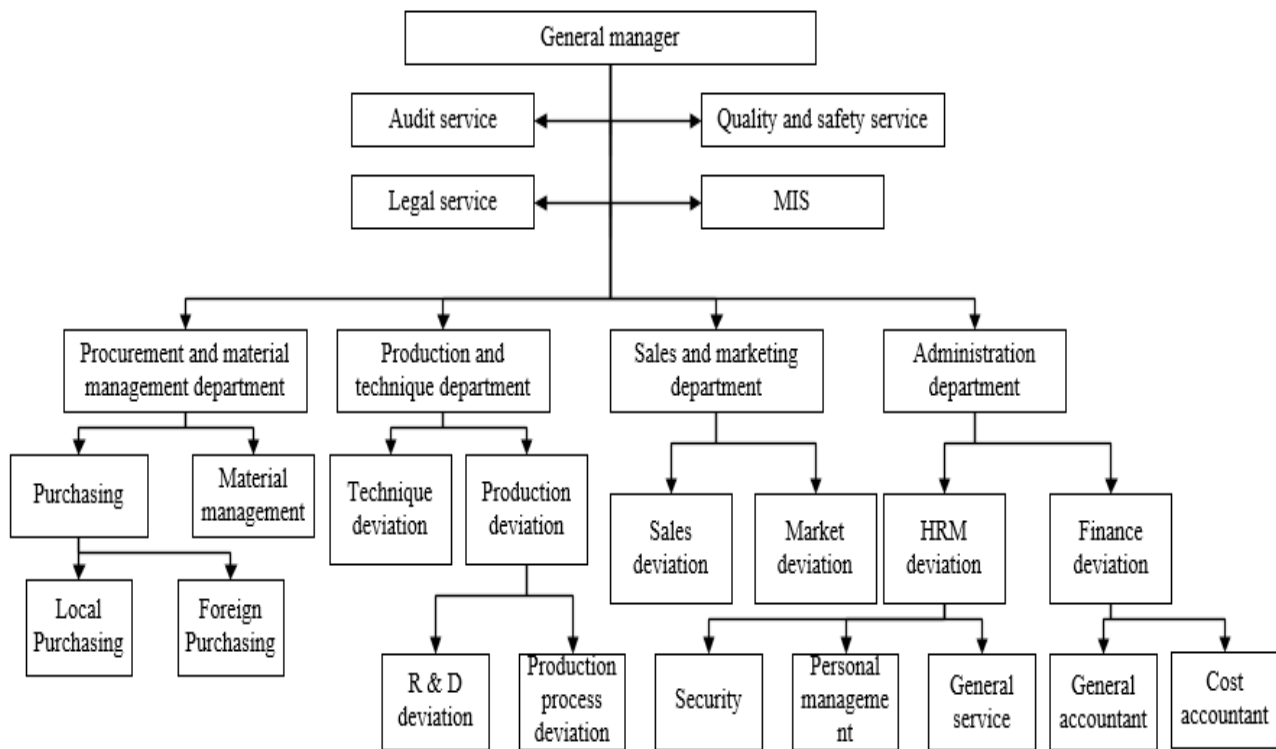 General manager
Audit service
Quality and safety service
Legal service
MIS
Procurement and material
management department
Production and
technique department
Sales and marketing
department
Administration
department
Purchasing
Material
management
Technique
deviation
Production
deviation
Sales
deviation
Market
deviation
HRM
deviation
Finance
deviation
Local
Purchasing
Foreign
Purchasing
R & D
deviation
Production
process
deviation
Security
Personal
manageme
nt
General
service
General
accountant
Cost
accountant